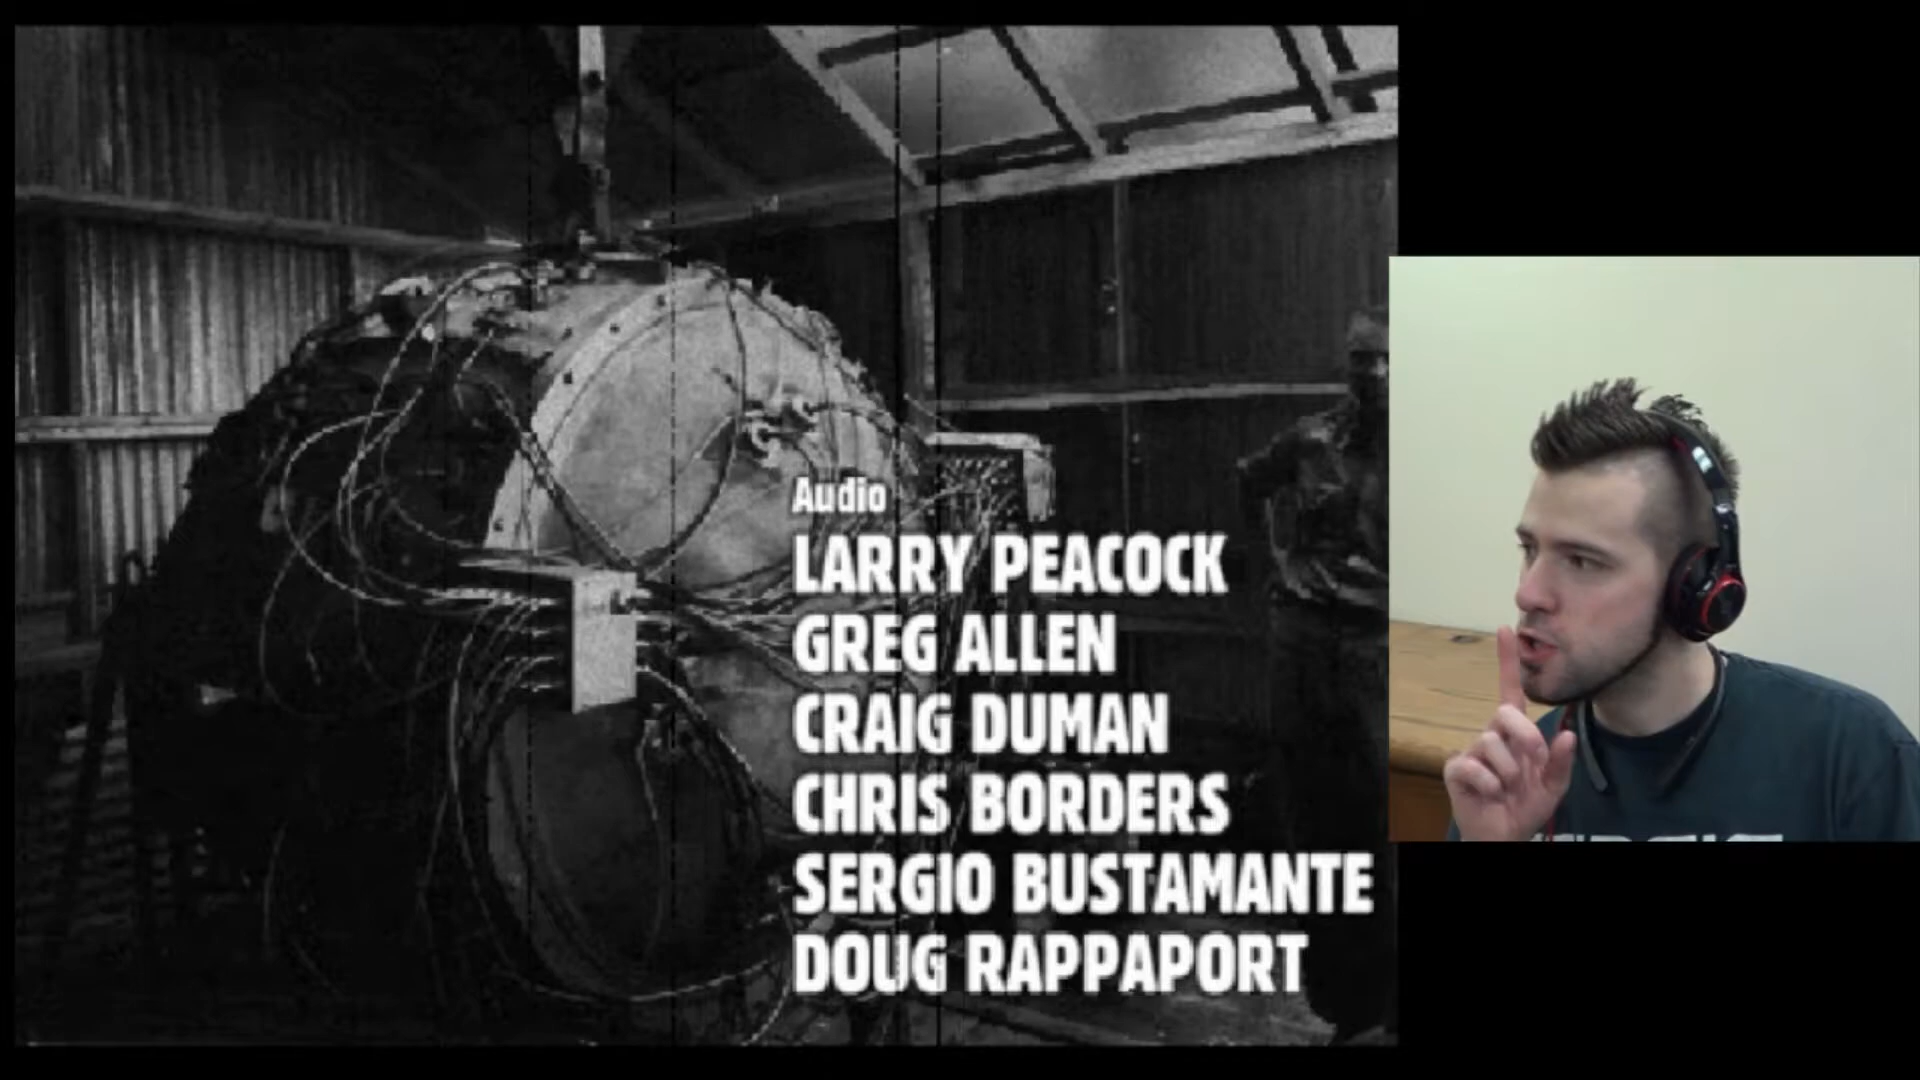 Audio
LARRY PEACOCK
GREG ALLEN
CRAIG DUMAN
CHRIS BORDERS
SERGIO BUSTAMANTE
DOUG RAPPAPORT